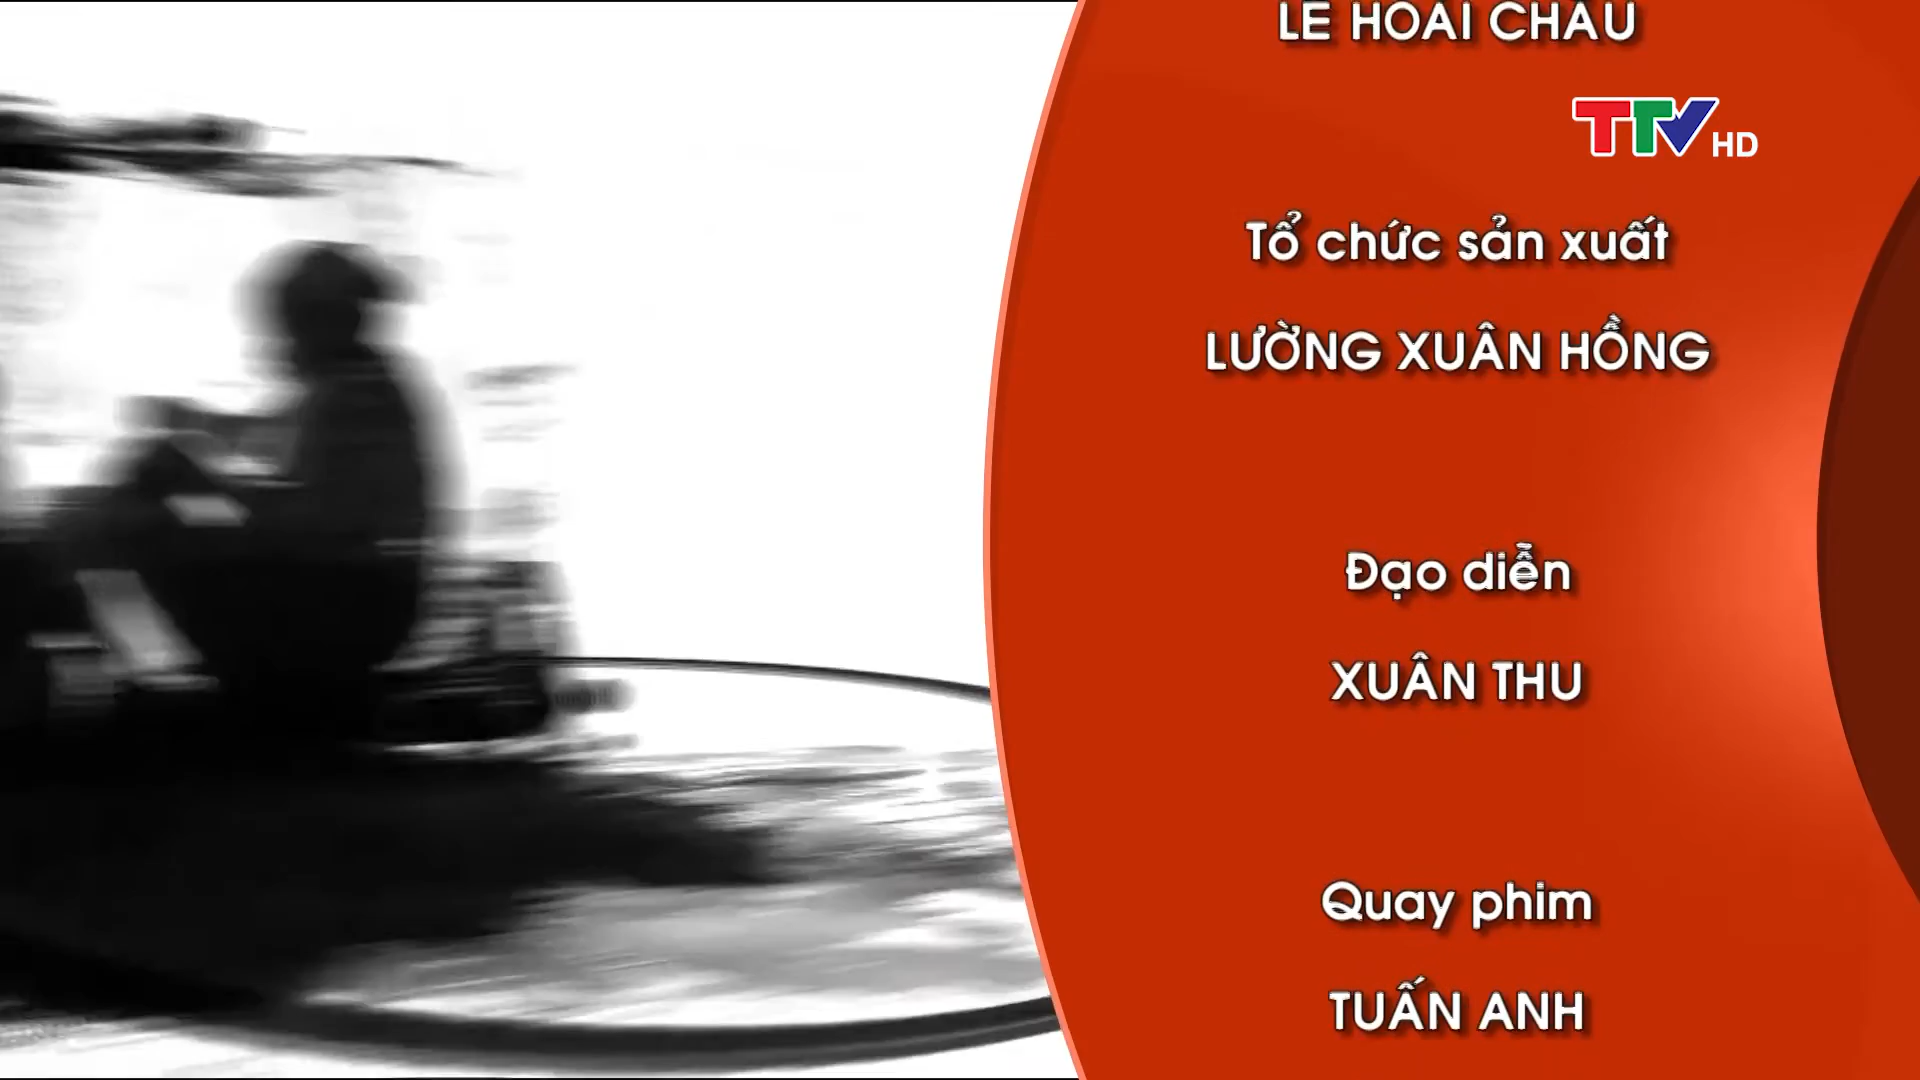 LÊ HOÀI CHÂU
TTV HD
Tổ chức sản xuất
LƯỜNG XUÂN HỒNG
Đạo diễn
XUÂN THU
Quay phim
TUẤN ANH